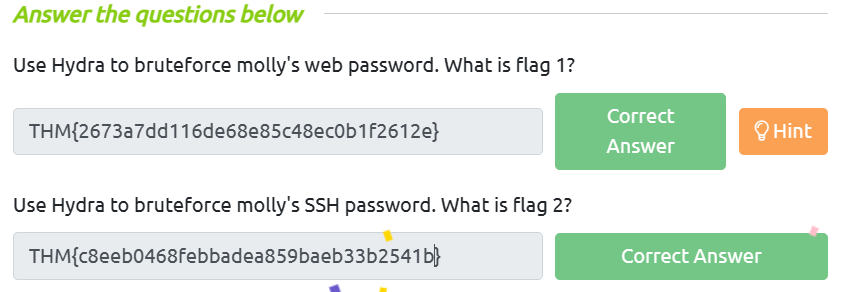 Answer the questions below
Use Hydra to bruteforce molly's web password. What is flag 1?
THM{2673a7dd116de68e85c48ec0b1f2612e}
Correct
Answer
Hint
Use Hydra to bruteforce molly's SSH password. What is flag 2?
THM{c8eeb0468febbadea859baeb33b2541b}
Correct Answer